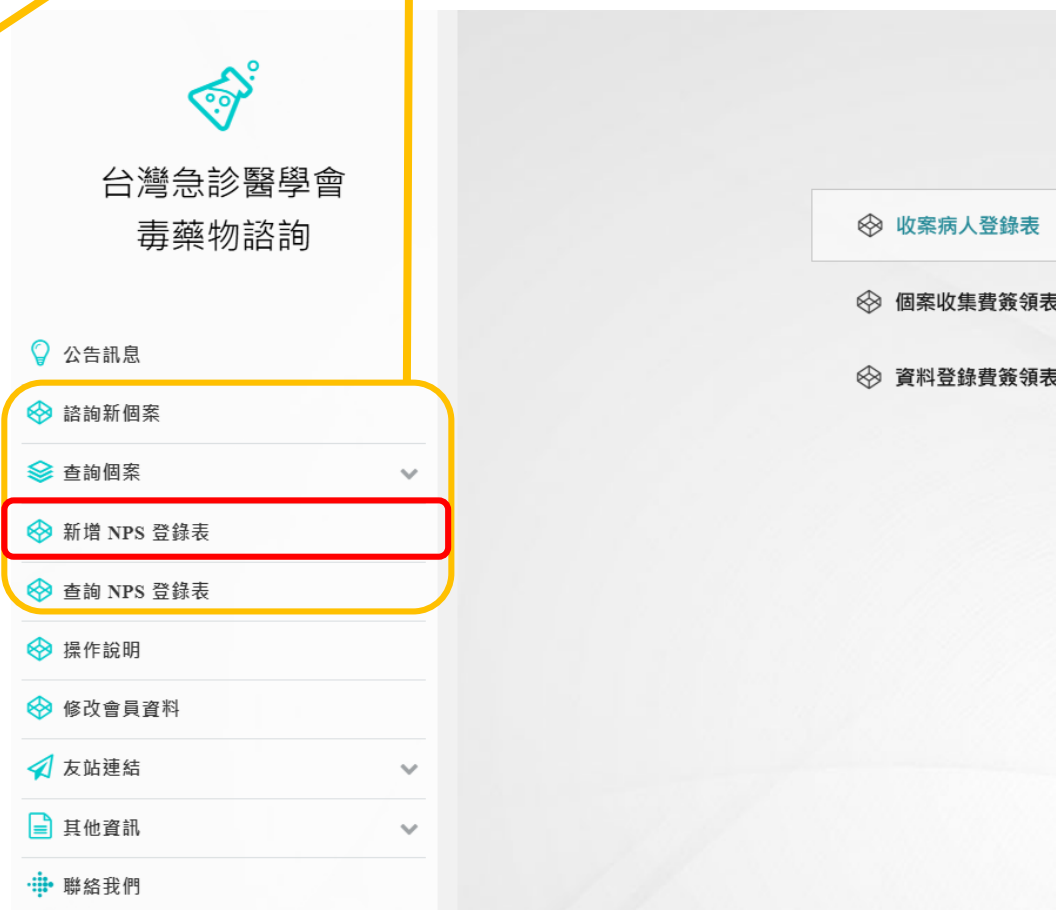 台灣急診醫學會
毒藥物諮詢
公告訊息
諮詢新個案
查詢個案
新增 NPS 登錄表
查詢 NPS 登錄表
操作說明
修改會員資料
友站連結
其他資訊
聯絡我們
收案病人登錄表
個案收集費簽領表
資料登錄費簽領表